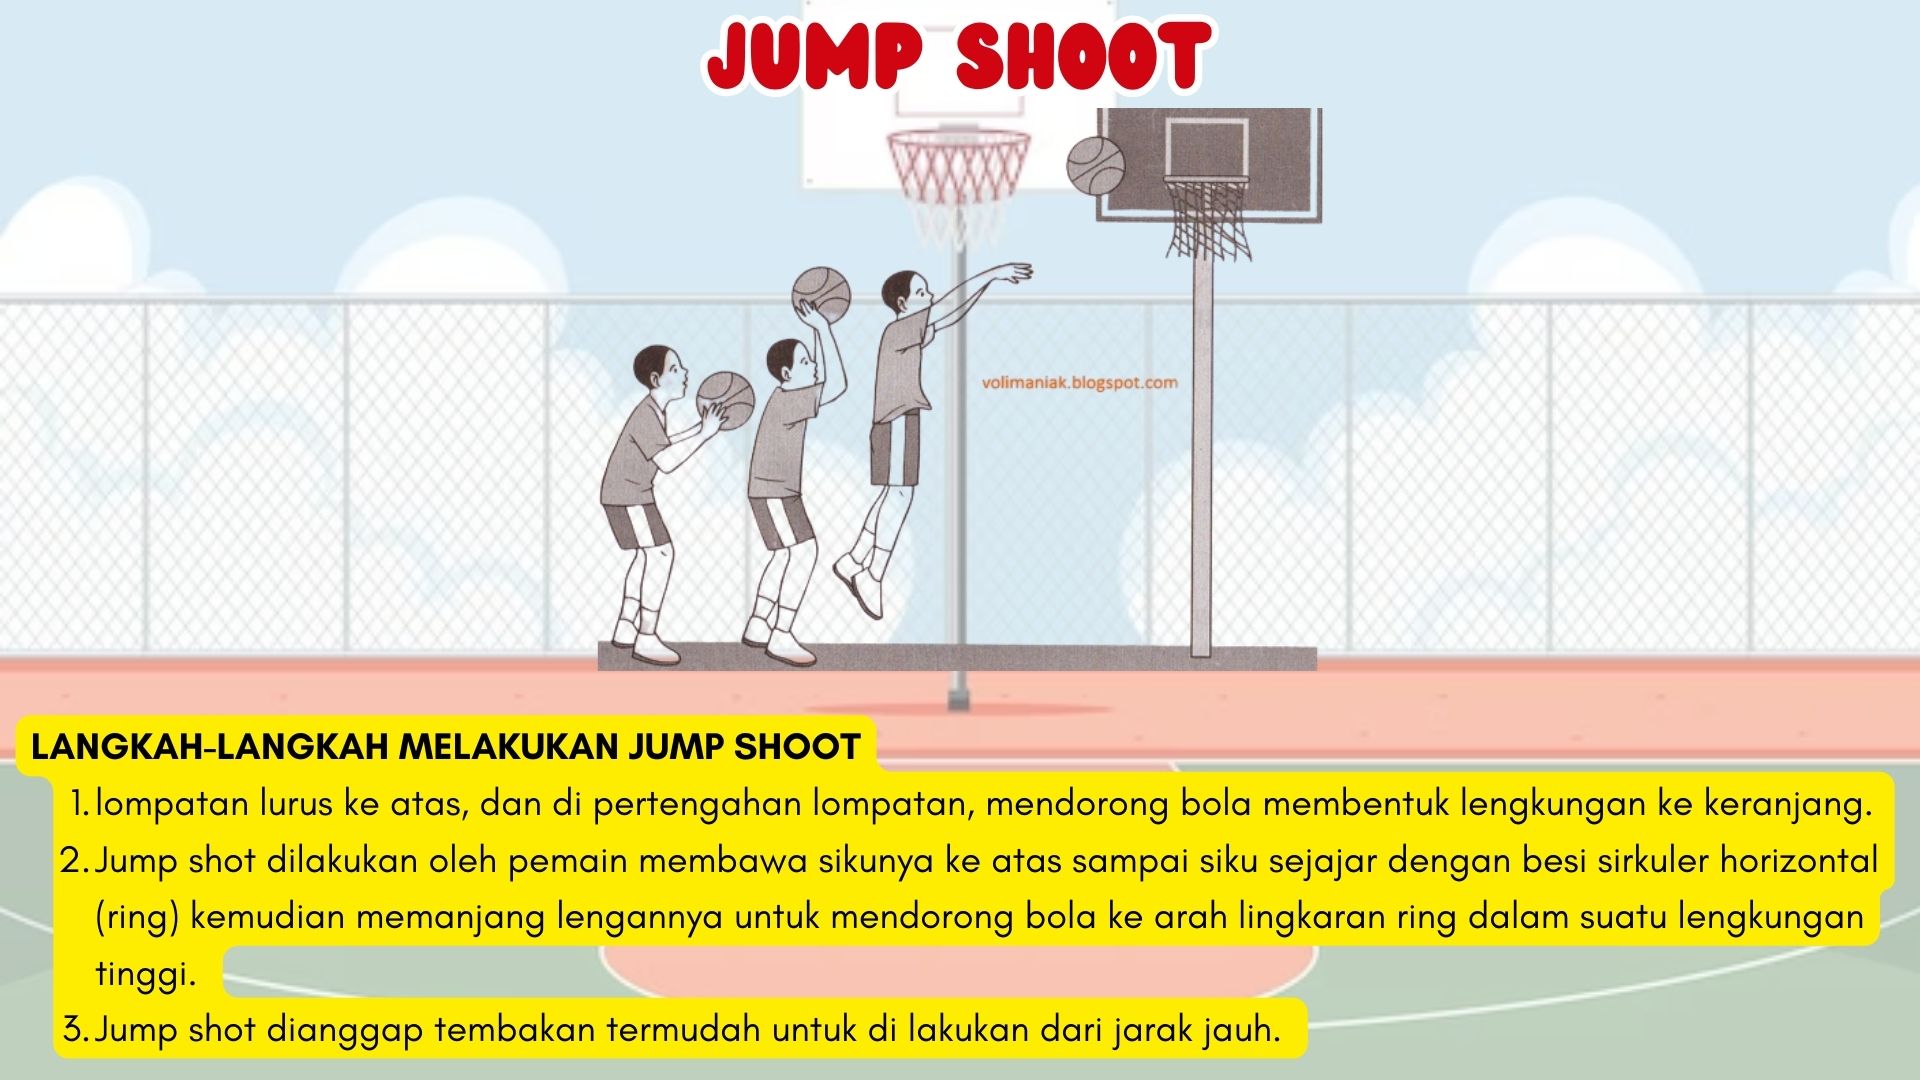 JUMP SHOOT
volimaniak.blogspot.com
LANGKAH-LANGKAH MELAKUKAN JUMP SHOOT
1. lompatan lurus ke atas, dan di pertengahan lompatan, mendorong bola membentuk lengkungan ke keranjang.
2. Jump shot dilakukan oleh pemain membawa sikunya ke atas sampai siku sejajar dengan besi sirkuler horizontal
(ring) kemudian memanjang lengannya untuk mendorong bola ke arah lingkaran ring dalam suatu lengkungan
tinggi.
3. Jump shot dianggap tembakan termudah untuk di lakukan dari jarak jauh.